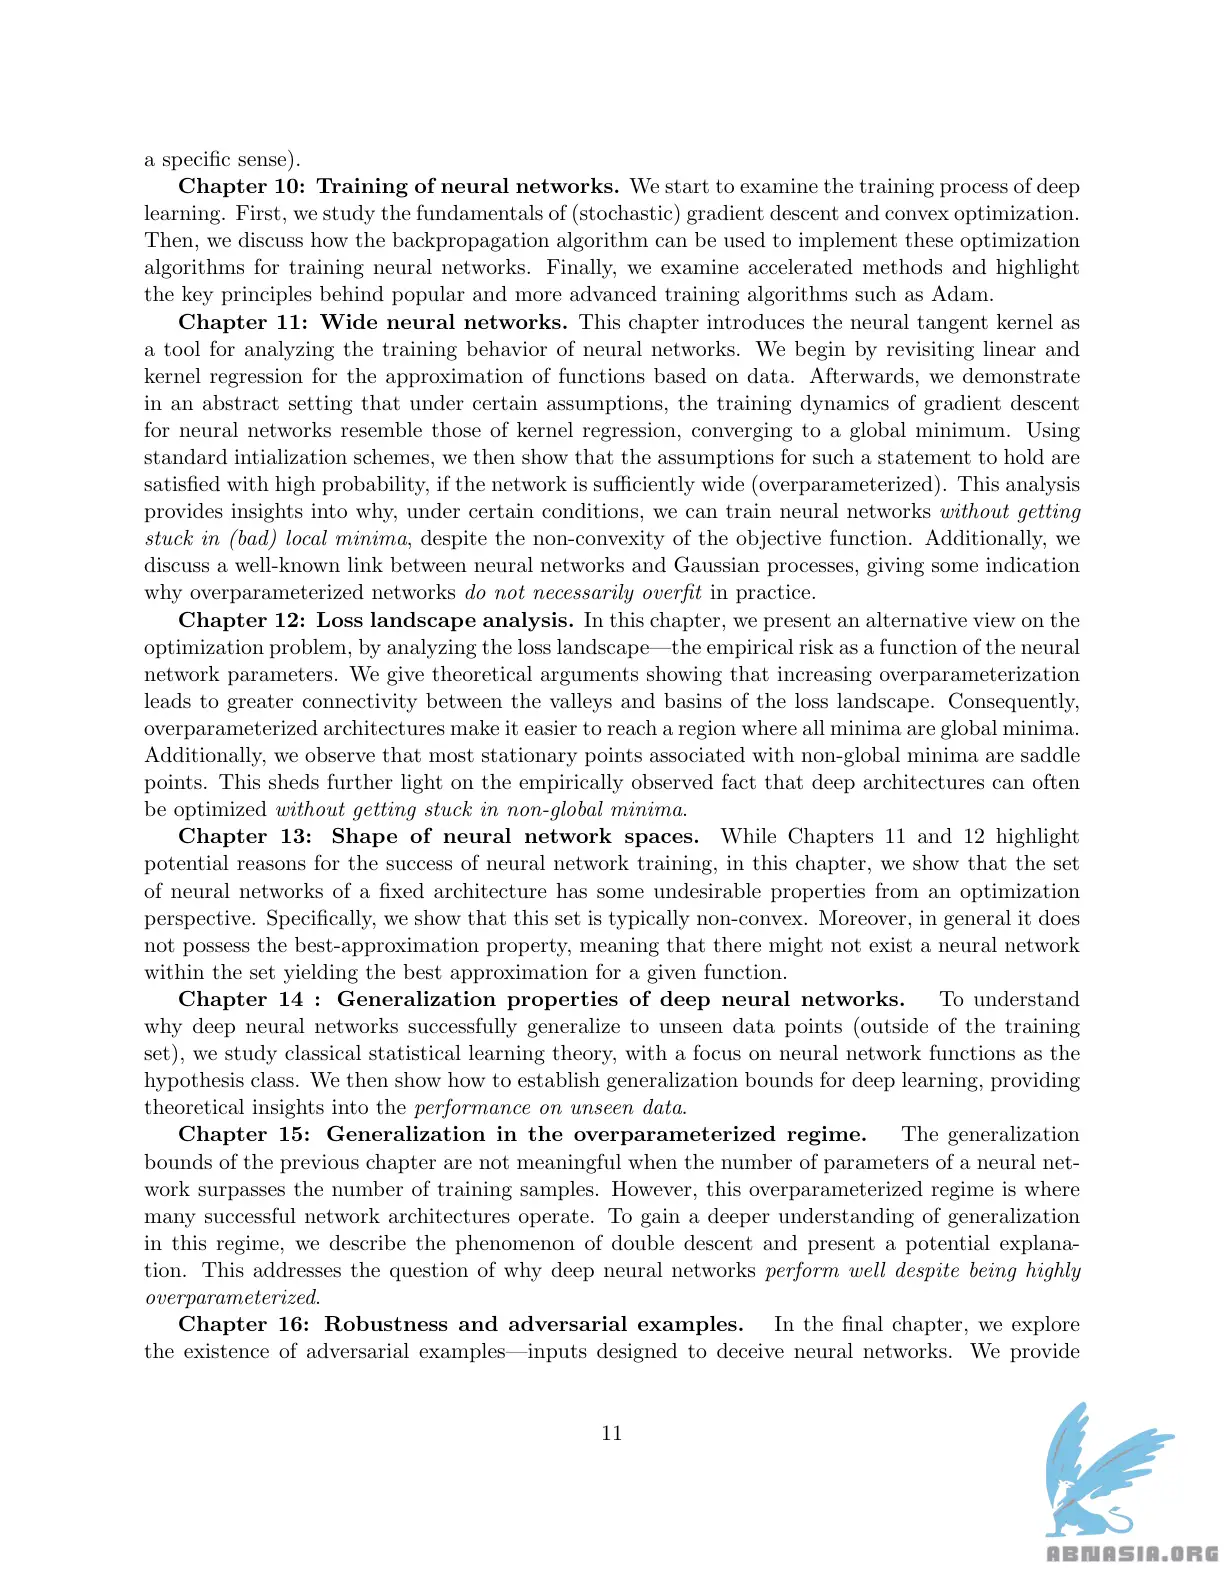 a specific sense).
Chapter 10: Training of neural networks. We start to examine the training process of deep
learning. First, we study the fundamentals of (stochastic) gradient descent and convex optimization.
Then, we discuss how the backpropagation algorithm can be used to implement these optimization
algorithms for training neural networks. Finally, we examine accelerated methods and highlight
the key principles behind popular and more advanced training algorithms such as Adam.
Chapter 11: Wide neural networks. This chapter introduces the neural tangent kernel as
a tool for analyzing the training behavior of neural networks. We begin by revisiting linear and
kernel regression for the approximation of functions based on data. Afterwards, we demonstrate
in an abstract setting that under certain assumptions, the training dynamics of gradient descent
for neural networks resemble those of kernel regression, converging to a global minimum. Using
standard intialization schemes, we then show that the assumptions for such a statement to hold are
satisfied with high probability, if the network is sufficiently wide (overparameterized). This analysis
provides insights into why, under certain conditions, we can train neural networks without getting
stuck in (bad) local minima, despite the non-convexity of the objective function. Additionally, we
discuss a well-known link between neural networks and Gaussian processes, giving some indication
why overparameterized networks do not necessarily overfit in practice.
Chapter 12: Loss landscape analysis. In this chapter, we present an alternative view on the
optimization problem, by analyzing the loss landscape—the empirical risk as a function of the neural
network parameters. We give theoretical arguments showing that increasing overparameterization
leads to greater connectivity between the valleys and basins of the loss landscape. Consequently,
overparameterized architectures make it easier to reach a region where all minima are global minima.
Additionally, we observe that most stationary points associated with non-global minima are saddle
points. This sheds further light on the empirically observed fact that deep architectures can often
be optimized without getting stuck in non-global minima.
Chapter 13: Shape of neural network spaces. While Chapters 11 and 12 highlight
potential reasons for the success of neural network training, in this chapter, we show that the set
of neural networks of a fixed architecture has some undesirable properties from an optimization
perspective. Specifically, we show that this set is typically non-convex. Moreover, in general it does
not possess the best-approximation property, meaning that there might not exist a neural network
within the set yielding the best approximation for a given function.
Chapter 14 : Generalization properties of deep neural networks. To understand
why deep neural networks successfully generalize to unseen data points (outside of the training
set), we study classical statistical learning theory, with a focus on neural network functions as the
hypothesis class. We then show how to establish generalization bounds for deep learning, providing
theoretical insights into the performance on unseen data.
Chapter 15: Generalization in the overparameterized regime. The generalization
bounds of the previous chapter are not meaningful when the number of parameters of a neural net-
work surpasses the number of training samples. However, this overparameterized regime is where
many successful network architectures operate. To gain a deeper understanding of generalization
in this regime, we describe the phenomenon of double descent and present a potential explana-
tion. This addresses the question of why deep neural networks perform well despite being highly
overparameterized.
Chapter 16: Robustness and adversarial examples. In the final chapter, we explore
the existence of adversarial examples—inputs designed to deceive neural networks. We provide
11
ABNASIA.ORG